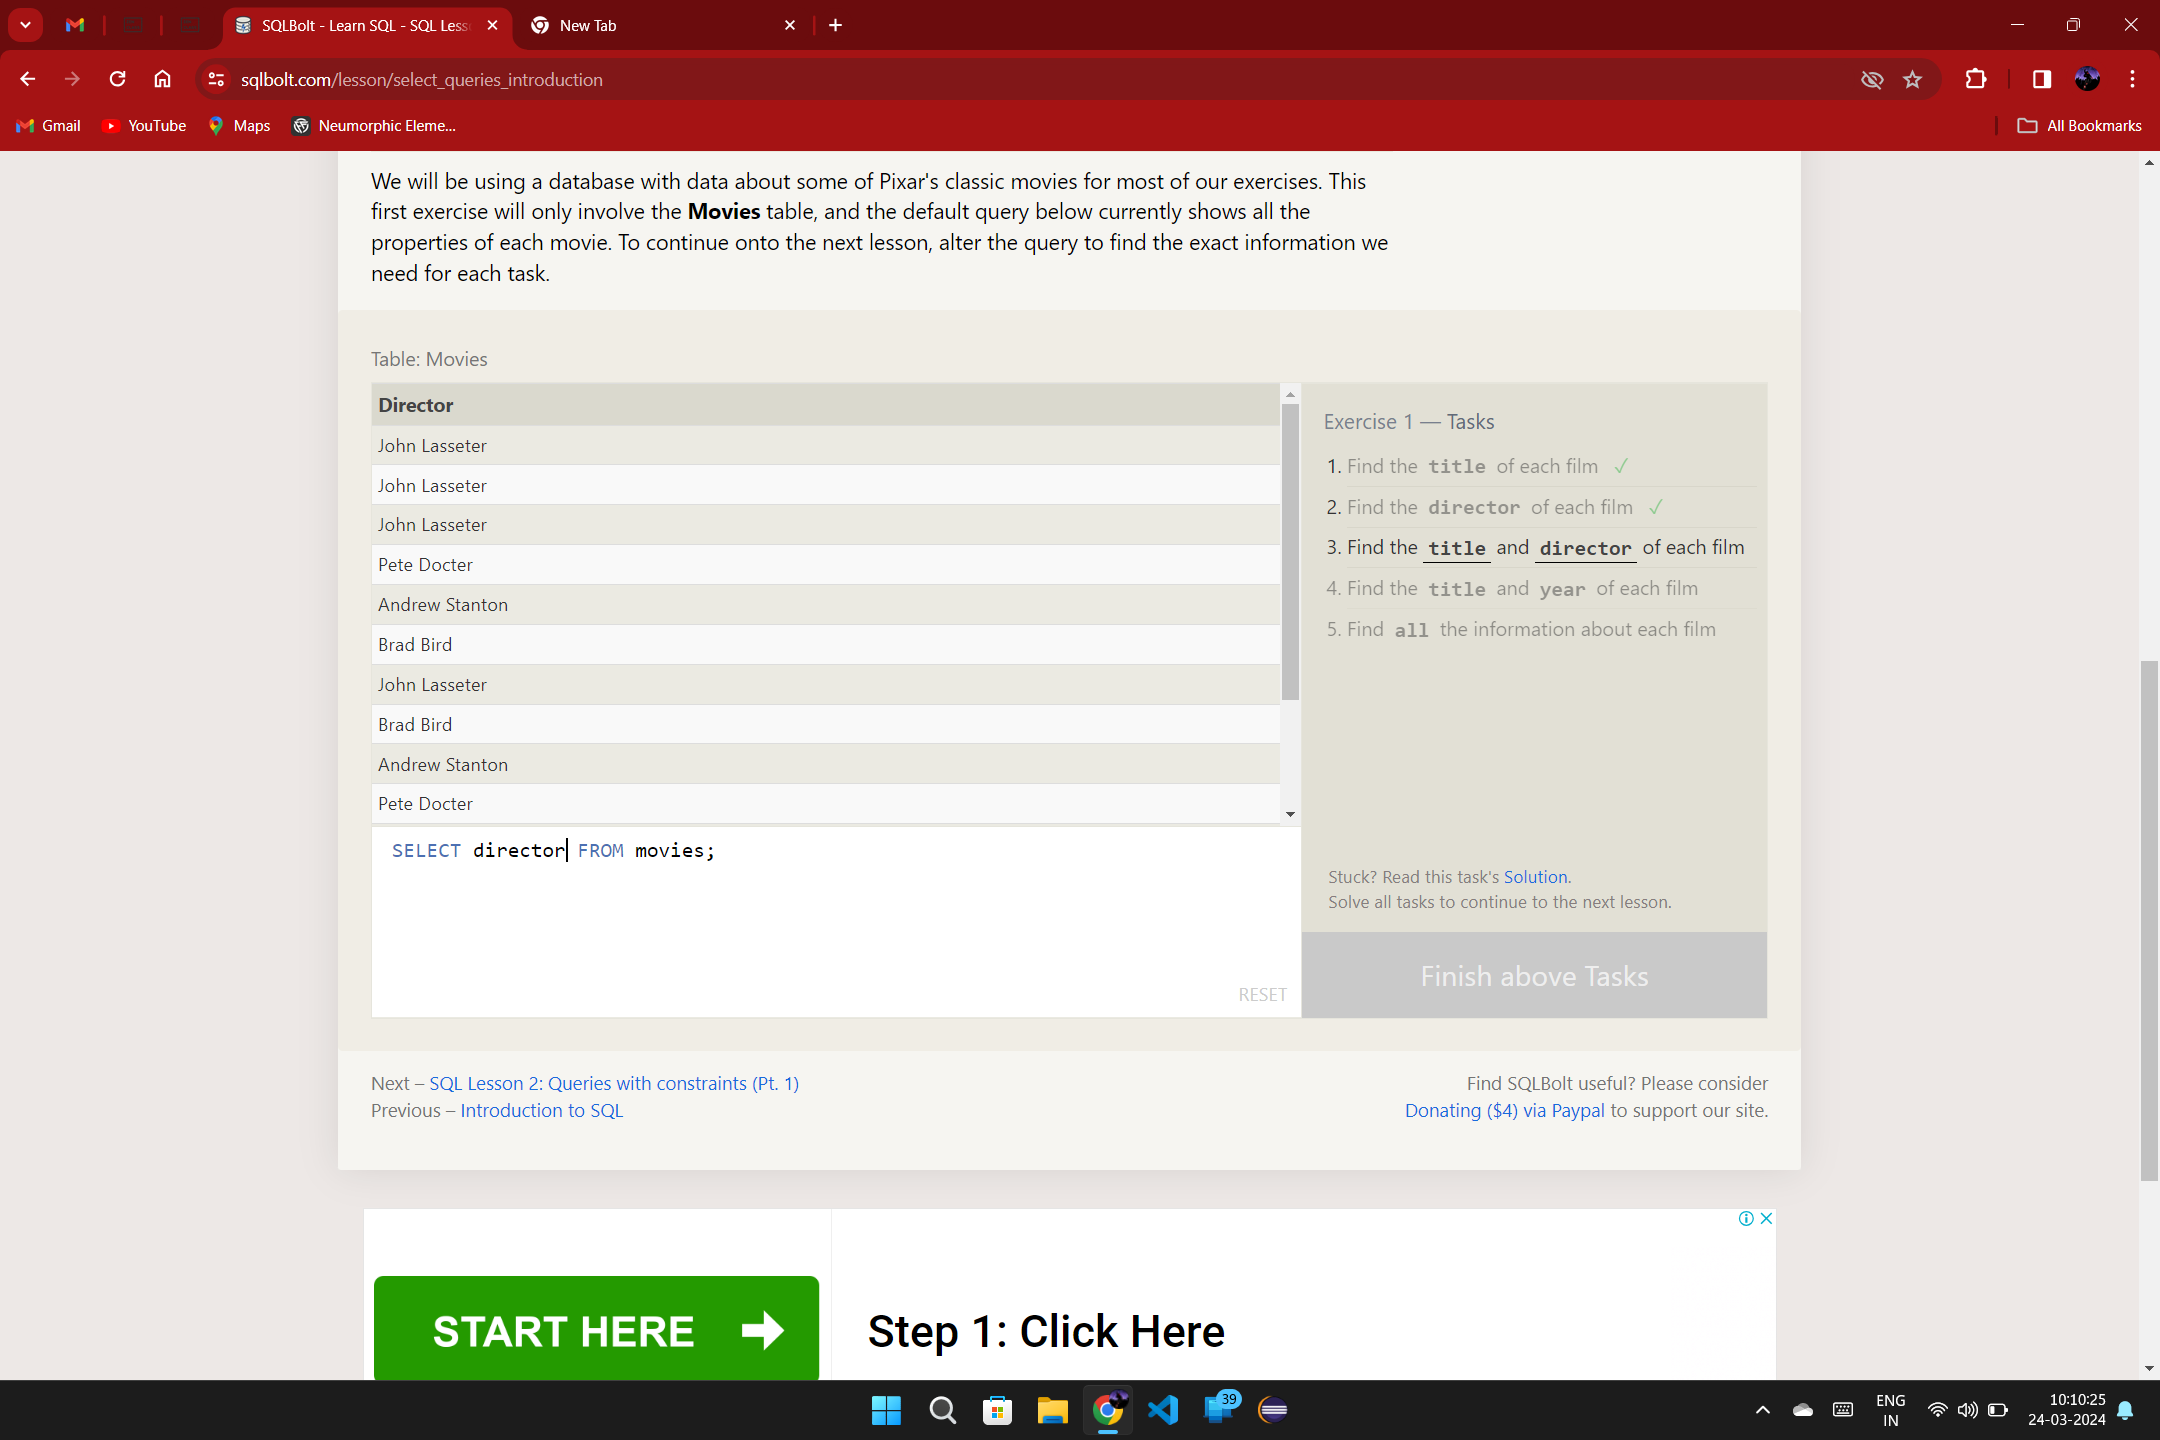 SQLBolt - Learn SQL - SQL Less
New Tab
sqlbolt.com/lesson/select_queries_introduction
Gmail
YouTube
Maps
Neumorphic Eleme...
All Bookmarks
We will be using a database with data about some of Pixar's classic movies for most of our exercises. This
first exercise will only involve the Movies table, and the default query below currently shows all the
properties of each movie. To continue onto the next lesson, alter the query to find the exact information we
need for each task.
Table: Movies
Director
John Lasseter
John Lasseter
John Lasseter
Pete Docter
Andrew Stanton
Brad Bird
John Lasseter
Brad Bird
Andrew Stanton
Pete Docter
SELECT director FROM movies;
RESET
Exercise 1 — Tasks
1. Find the title of each film ✓
2. Find the director of each film ✓
3. Find the title and director of each film
4. Find the title and year of each film
5. Find all the information about each film
Stuck? Read this task's Solution.
Solve all tasks to continue to the next lesson.
Finish above Tasks
Next – SQL Lesson 2: Queries with constraints (Pt. 1)
Previous – Introduction to SQL
Find SQLBolt useful? Please consider
Donating ($4) via Paypal to support our site.
START HERE
Step 1: Click Here
39
ENG
IN
10:10:25
24-03-2024